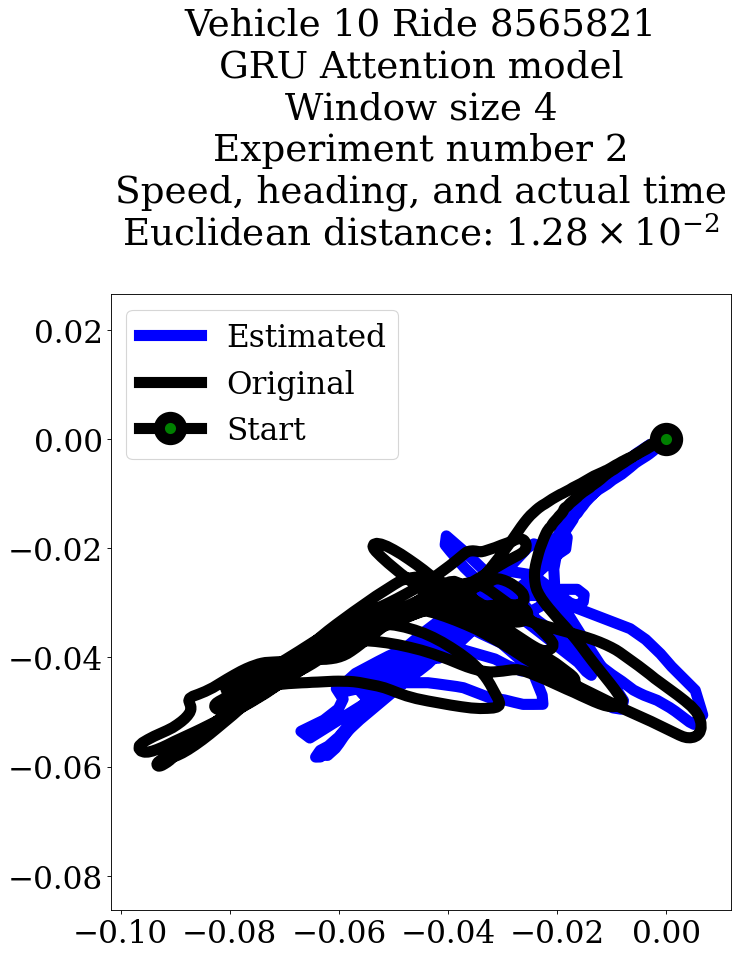 Vehicle 10 Ride 8565821
GRU Attention model
Window size 4
Experiment number 2
Speed, heading, and actual time
Euclidean distance: 1.28 × 10⁻²
Estimated
Original
Start
0.02
0.00
−0.02
−0.04
−0.06
−0.08
−0.10 −0.08 −0.06 −0.04 −0.02 0.00